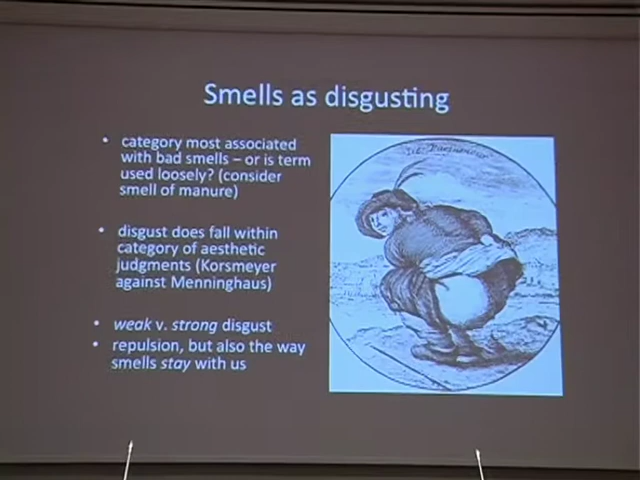 Smells as disgusting
• category most associated
with bad smells – or is term
used loosely? (consider
smell of manure)
• disgust does fall within
category of aesthetic
judgments (Korsmeyer
against Menninghaus)
• weak v. strong disgust
• repulsion, but also the way
smells stay with us